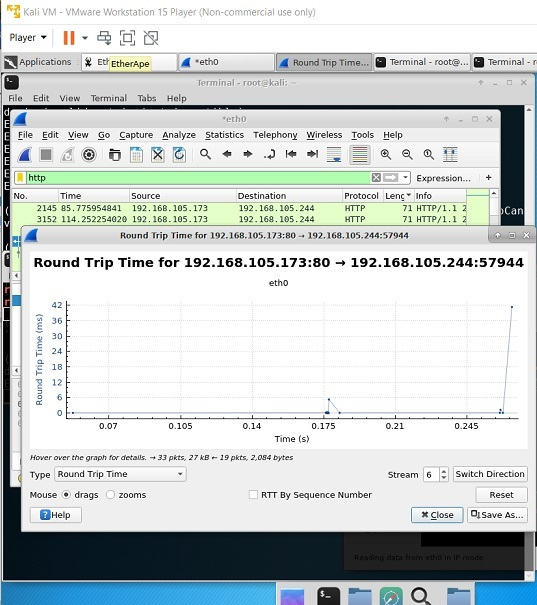 Kali VM - VMware Workstation 15 Player (Non-commercial use only)
Player
Applications
Eth
EtherApe
*eth0
Round Trip Time...
Terminal - root@...
Terminal - root@
Terminal - root@kali: ~
File Edit View Terminal Tabs Help
*eth0
File Edit View Go Capture Analyze Statistics Telephony Wireless Tools Help
http
Expression...
+
No. Time Source Destination Protocol Leng Info
2145 85.775954841 192.168.105.173 192.168.105.244 HTTP 71 HTTP/1.1 2
3152 114.252254020 192.168.105.173 192.168.105.244 HTTP 71 HTTP/1.1 2
Round Trip Time for 192.168.105.173:80 → 192.168.105.244:57944
Round Trip Time for 192.168.105.173:80 → 192.168.105.244:57944
eth0
Round Trip Time (ms)
42
36
30
24
18
12
6
0
0.07 0.105 0.14 0.175 0.21 0.245
Time (s)
Hover over the graph for details. → 33 pkts, 27 kB ← 19 pkts, 2,084 bytes
Type Round Trip Time Stream 6 Switch Direction
Mouse drags zooms RTT By Sequence Number Reset
Help Close Save As...
Reading data from eth0 in IP mode